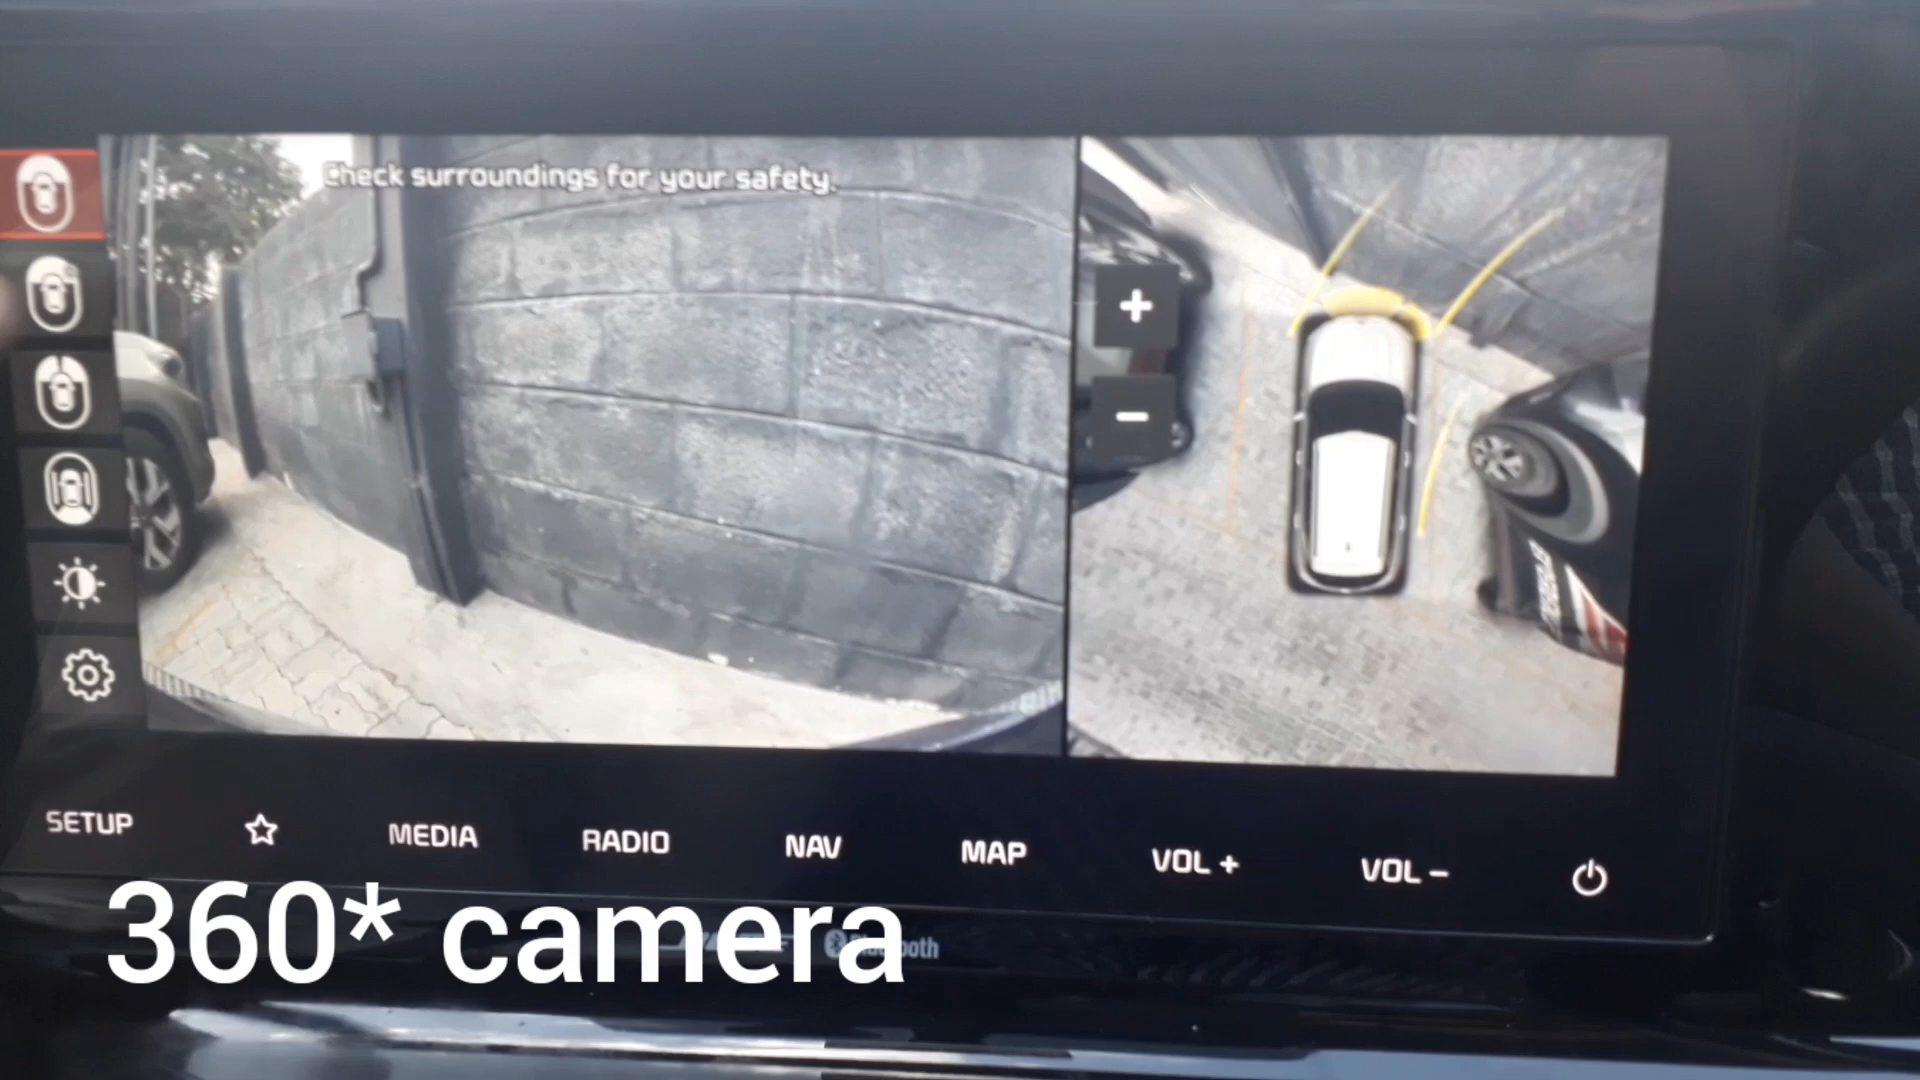 Check surroundings for your safety.
+
-
SETUP
MEDIA
RADIO
NAV
MAP
VOL +
VOL -
360* camera